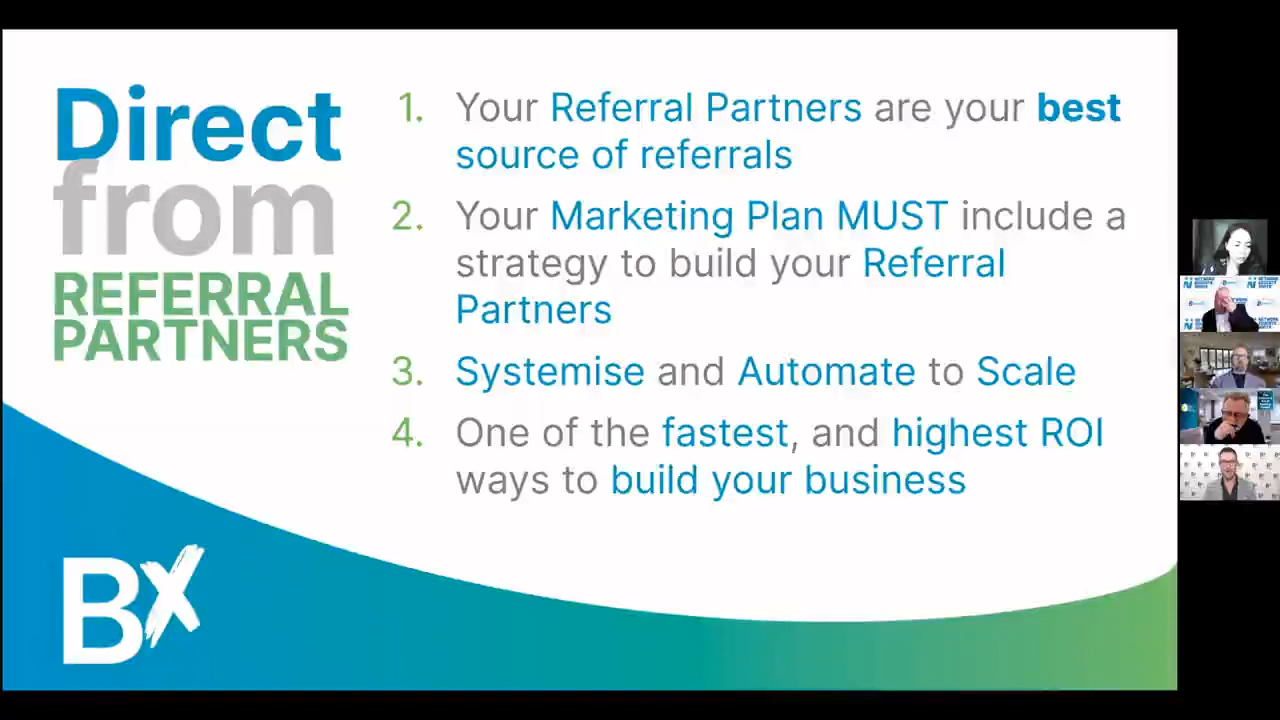 Direct
from
REFERRAL
PARTNERS
1. Your Referral Partners are your best
source of referrals
2. Your Marketing Plan MUST include a
strategy to build your Referral
Partners
3. Systemise and Automate to Scale
4. One of the fastest, and highest ROI
ways to build your business
Bx